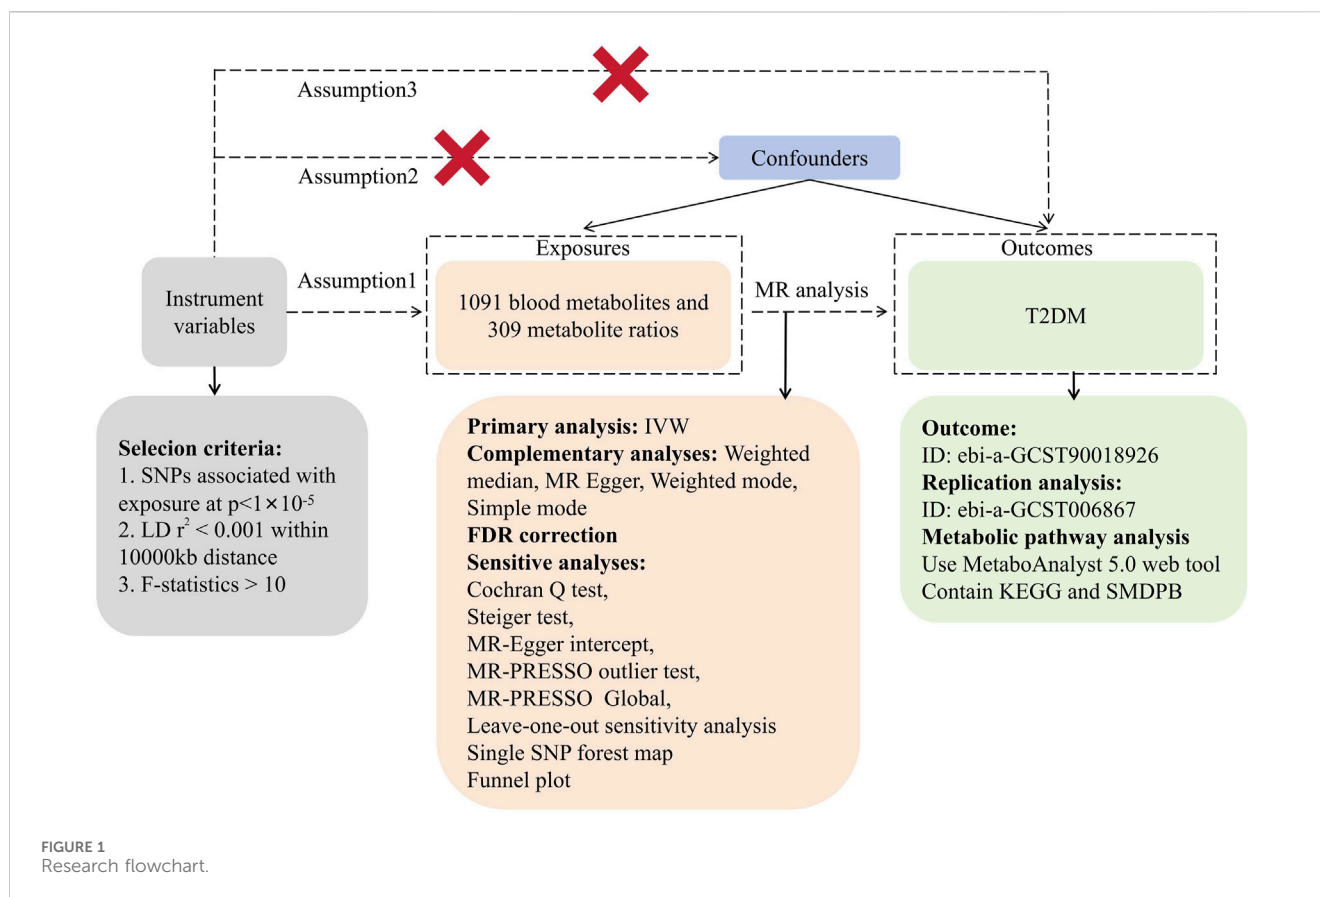 Assumption3
Confounders
Assumption2
Exposures
Outcomes
Instrument
variables
Assumption1
1091 blood metabolites and
309 metabolite ratios
MR analysis
T2DM
Selecion criteria:
1. SNPs associated with
exposure at p<1×10⁻⁵
2. LD r² < 0.001 within
10000kb distance
3. F-statistics > 10
Primary analysis: IVW
Complementary analyses: Weighted
median, MR Egger, Weighted mode,
Simple mode
FDR correction
Sensitive analyses:
Cochran Q test,
Steiger test,
MR-Egger intercept,
MR-PRESSO outlier test,
MR-PRESSO Global,
Leave-one-out sensitivity analysis
Single SNP forest map
Funnel plot
Outcome:
ID: ebi-a-GCST90018926
Replication analysis:
ID: ebi-a-GCST006867
Metabolic pathway analysis
Use MetaboAnalyst 5.0 web tool
Contain KEGG and SMDPB
FIGURE 1
Research flowchart.